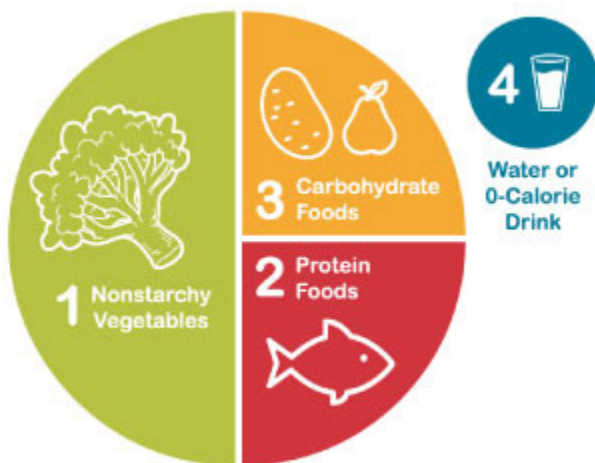 1 Nonstarchy
Vegetables
2 Protein
Foods
3 Carbohydrate
Foods
4
Water or
0-Calorie
Drink